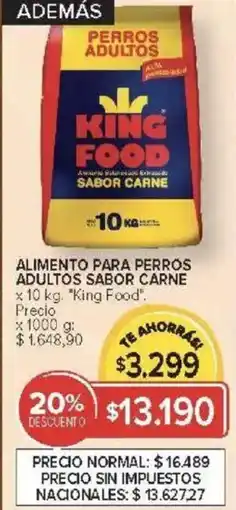 ADEMÁS
PERROS
ADULTOS
KING
FOOD
SABOR CARNE
10 KG
ALIMENTO PARA PERROS
ADULTOS SABOR CARNE
x 10 kg. "King Food".
Precio
x 1000 g:
$ 1.648,90
TE AHORRÁS!
$3.299
20%
DESCUENTO
$13.190
PRECIO NORMAL: $ 16.489
PRECIO SIN IMPUESTOS
NACIONALES: $ 13.627,27